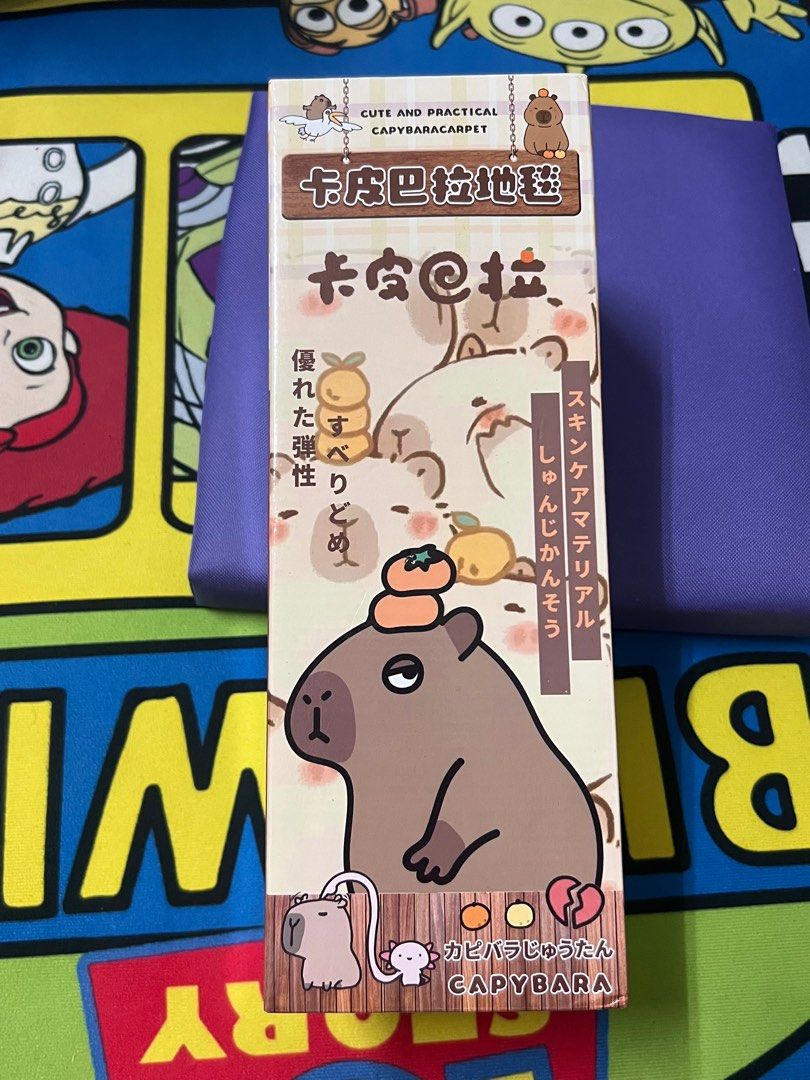 CUTE AND PRACTICAL
CAPYBARACARPET
卡皮巴拉地毯
卡皮巴拉
優れた弾性
すべりどめ
スキンケアマテリアル
しゅんじかんそう
カピバラじゅうたん
CAPYBARA
B
WI
STORY